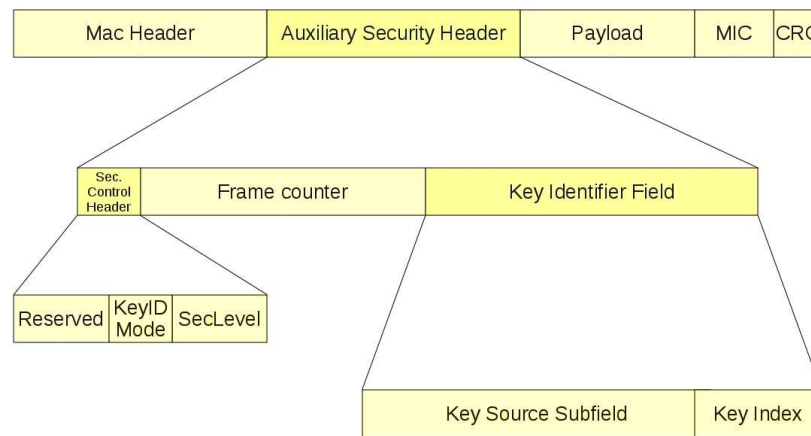 Mac Header
Auxiliary Security Header
Payload
MIC
CRC
Sec.
Control
Header
Frame counter
Key Identifier Field
Reserved
KeyID
Mode
SecLevel
Key Source Subfield
Key Index